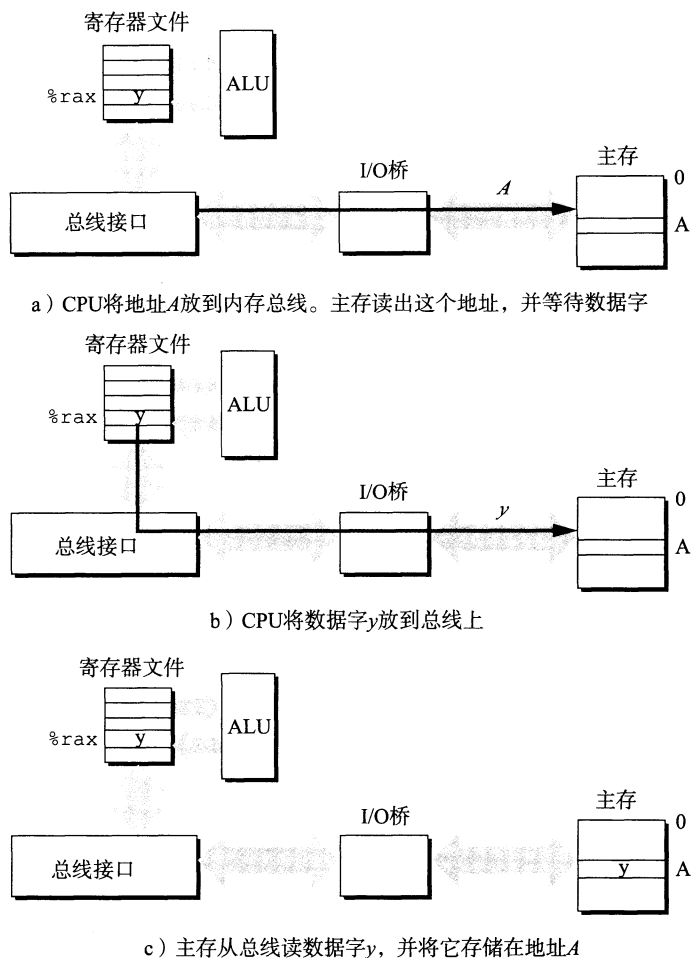 寄存器文件
ALU
%rax
y
I/O桥
主存
0
A
总线接口
A
a）CPU将地址A放到内存总线。主存读出这个地址，并等待数据字
寄存器文件
ALU
%rax
y
I/O桥
主存
0
y
总线接口
A
b）CPU将数据字y放到总线上
寄存器文件
ALU
%rax
y
I/O桥
主存
0
总线接口
y
A
c）主存从总线读数据字y，并将它存储在地址A